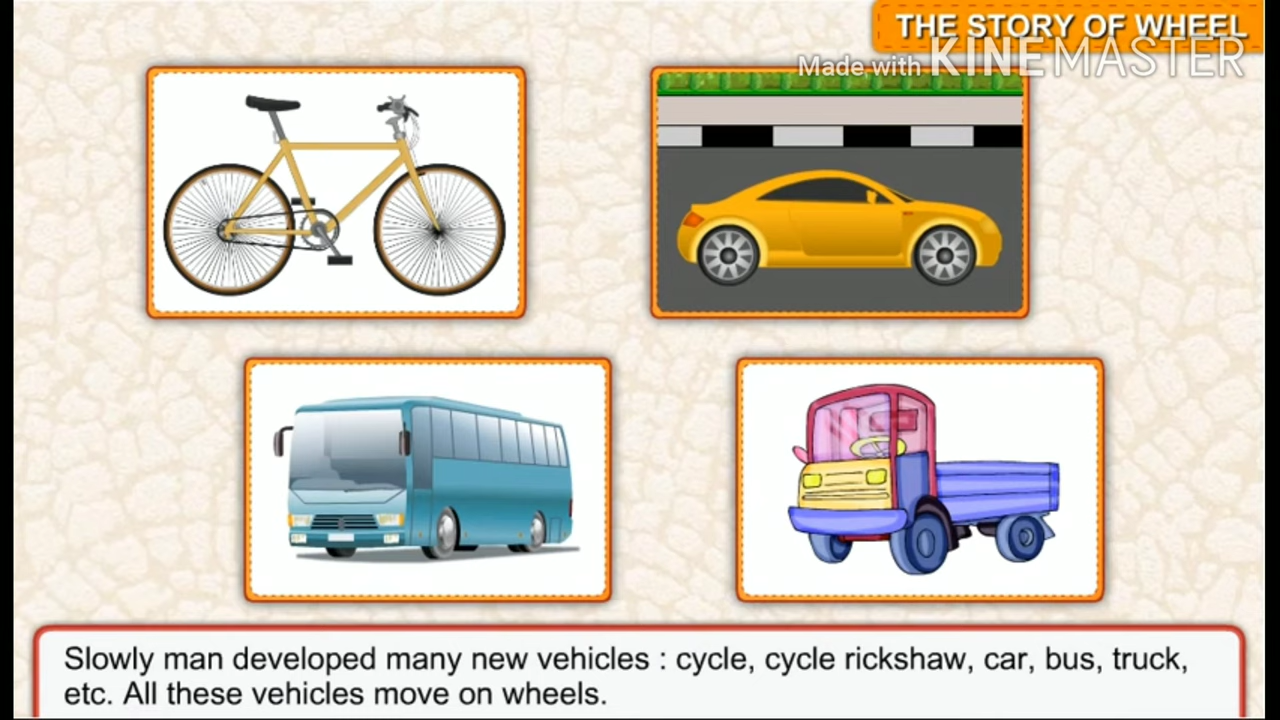 THE STORY OF WHEEL
Made with KINEMASTER
Slowly man developed many new vehicles : cycle, cycle rickshaw, car, bus, truck,
etc. All these vehicles move on wheels.